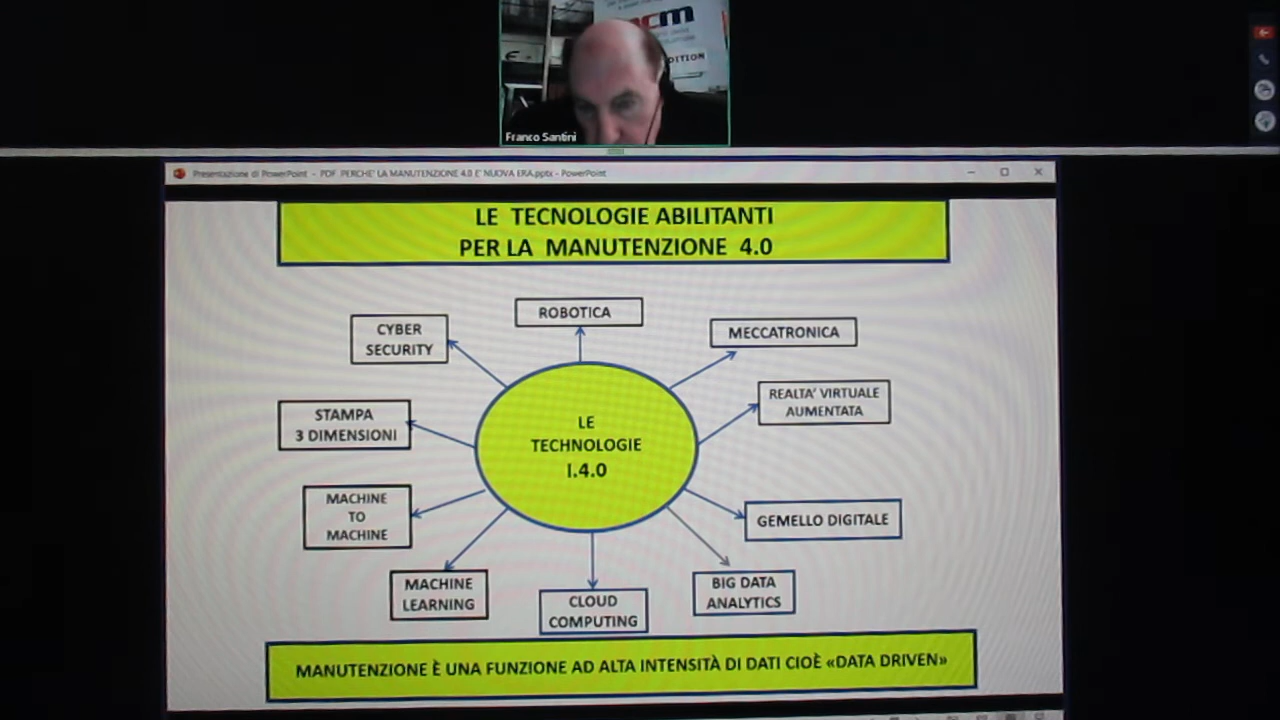 cm
DITION
Franco Santini
Presentazione di PowerPoint - PDF PERCHE' LA MANUTENZIONE 4.0 E' NUOVA ERA.pptx - PowerPoint
LE TECNOLOGIE ABILITANTI
PER LA MANUTENZIONE 4.0
ROBOTICA
CYBER
SECURITY
MECCATRONICA
REALTA' VIRTUALE
AUMENTATA
STAMPA
3 DIMENSIONI
LE
TECHNOLOGIE
I.4.0
MACHINE
TO
MACHINE
GEMELLO DIGITALE
MACHINE
LEARNING
CLOUD
COMPUTING
BIG DATA
ANALYTICS
MANUTENZIONE È UNA FUNZIONE AD ALTA INTENSITÀ DI DATI CIOÈ «DATA DRIVEN»